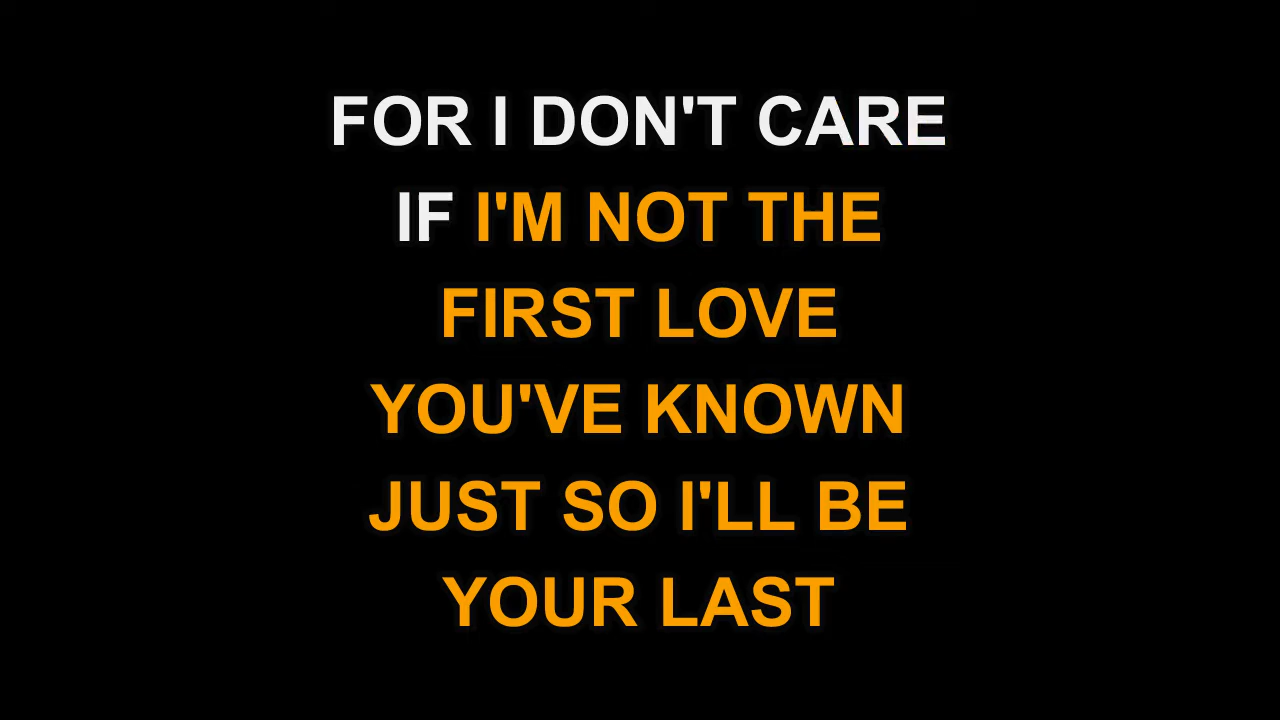 FOR I DON'T CARE
IF I'M NOT THE
FIRST LOVE
YOU'VE KNOWN
JUST SO I'LL BE
YOUR LAST